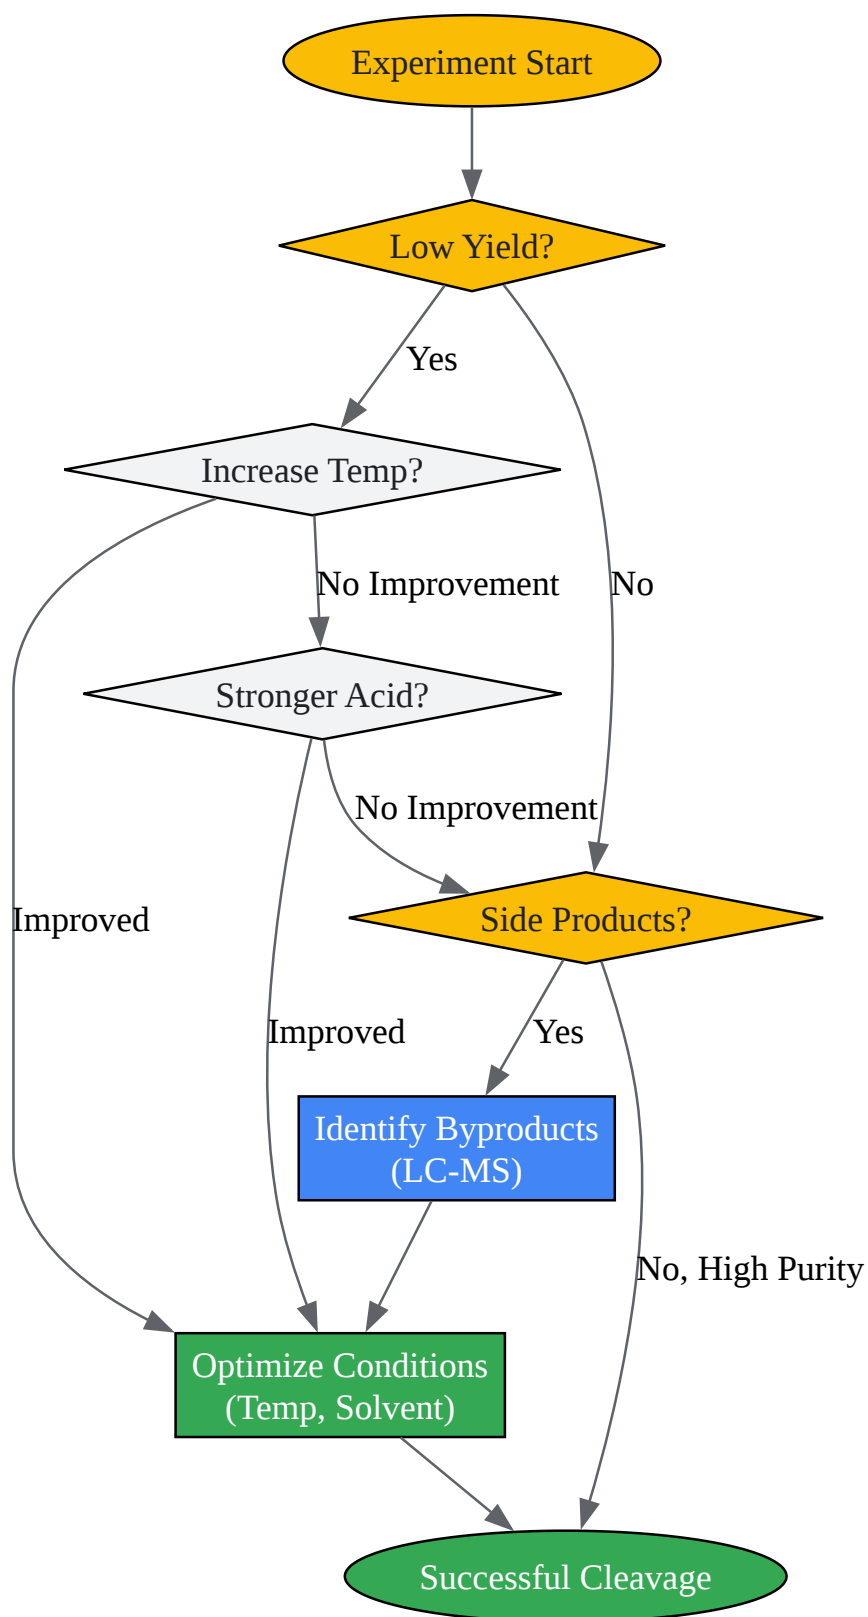 Experiment Start
Low Yield?
Yes
Increase Temp?
No Improvement
No
Stronger Acid?
No Improvement
Improved
Side Products?
Improved
Yes
Identify Byproducts
(LC-MS)
No, High Purity
Optimize Conditions
(Temp, Solvent)
Successful Cleavage